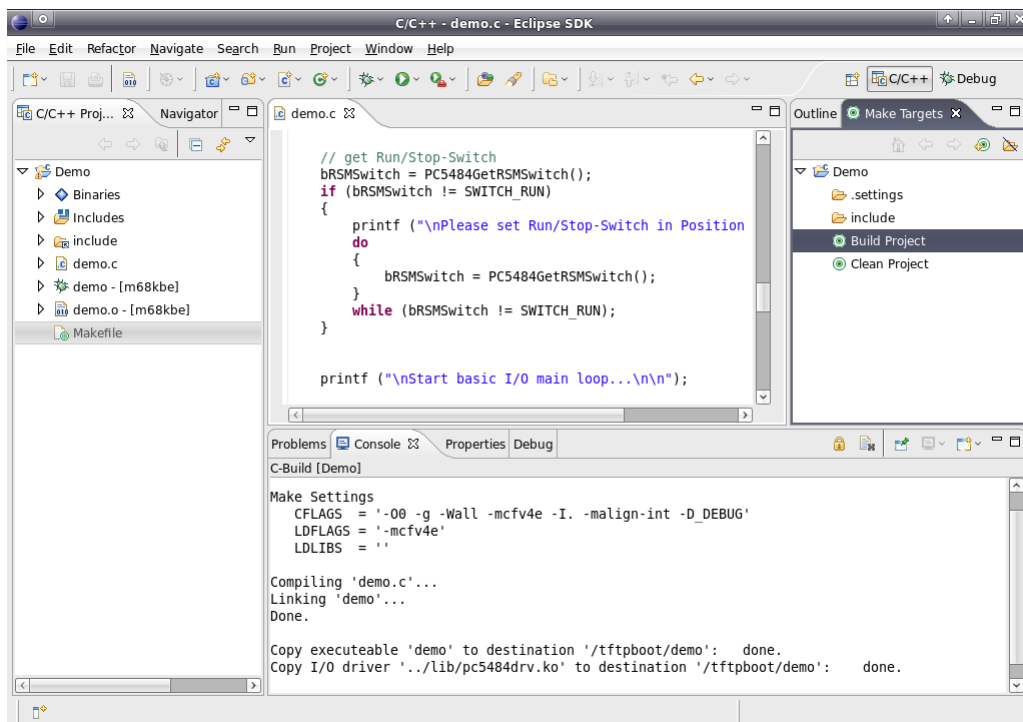 C/C++ - demo.c - Eclipse SDK
File Edit Refactor Navigate Search Run Project Window Help
C/C++ Debug
C/C++ Proj... Navigator
Demo
Binaries
Includes
include
demo.c
demo - [m68kbe]
demo.o - [m68kbe]
Makefile
demo.c
// get Run/Stop-Switch
bRSMSwitch = PC5484GetRSMSwitch();
if (bRSMSwitch != SWITCH_RUN)
{
printf ("\nPlease set Run/Stop-Switch in Position
do
{
bRSMSwitch = PC5484GetRSMSwitch();
}
while (bRSMSwitch != SWITCH_RUN);
}
printf ("\nStart basic I/O main loop...\n\n");
Outline Make Targets
Demo
.settings
include
Build Project
Clean Project
Problems Console Properties Debug
C-Build [Demo]
Make Settings
CFLAGS = '-O0 -g -Wall -mcfv4e -I. -malign-int -D_DEBUG'
LDFLAGS = '-mcfv4e'
LDLIBS = ''
Compiling 'demo.c'...
Linking 'demo'...
Done.
Copy executeable 'demo' to destination '/tftpboot/demo': done.
Copy I/O driver '../lib/pc5484drv.ko' to destination '/tftpboot/demo': done.